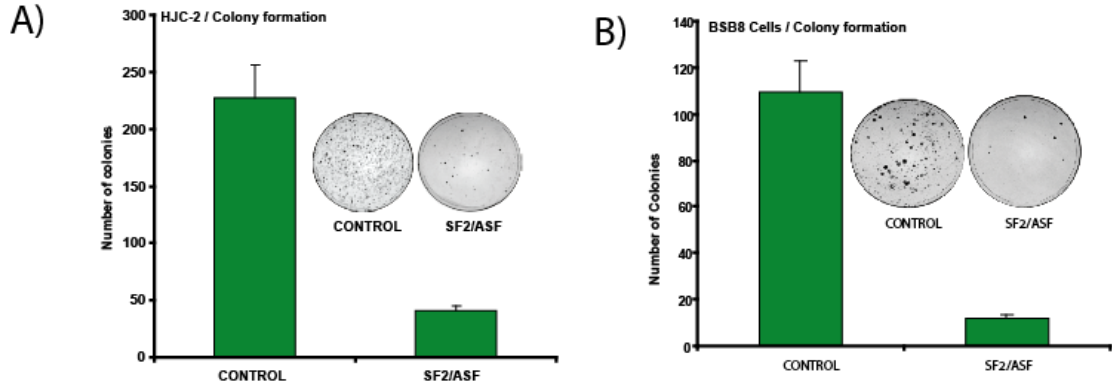 A)
HJC-2 / Colony formation
Number of colonies
300
250
200
150
100
50
0
CONTROL SF2/ASF
CONTROL SF2/ASF
B)
BSB8 Cells / Colony formation
Number of Colonies
140
120
100
80
60
40
20
0
CONTROL SF2/ASF
CONTROL SF2/ASF